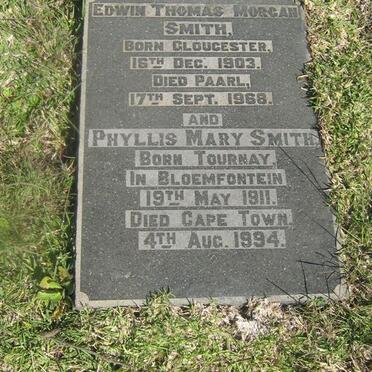 Edwin Thomas Morgan
Smith,
Born Gloucester,
16th Dec. 1903.
Died Paarl,
17th Sept. 1968.
and
Phyllis Mary Smith.
Born Tournay,
In Bloemfontein
19th May 1911.
Died Cape Town.
4th Aug. 1994.